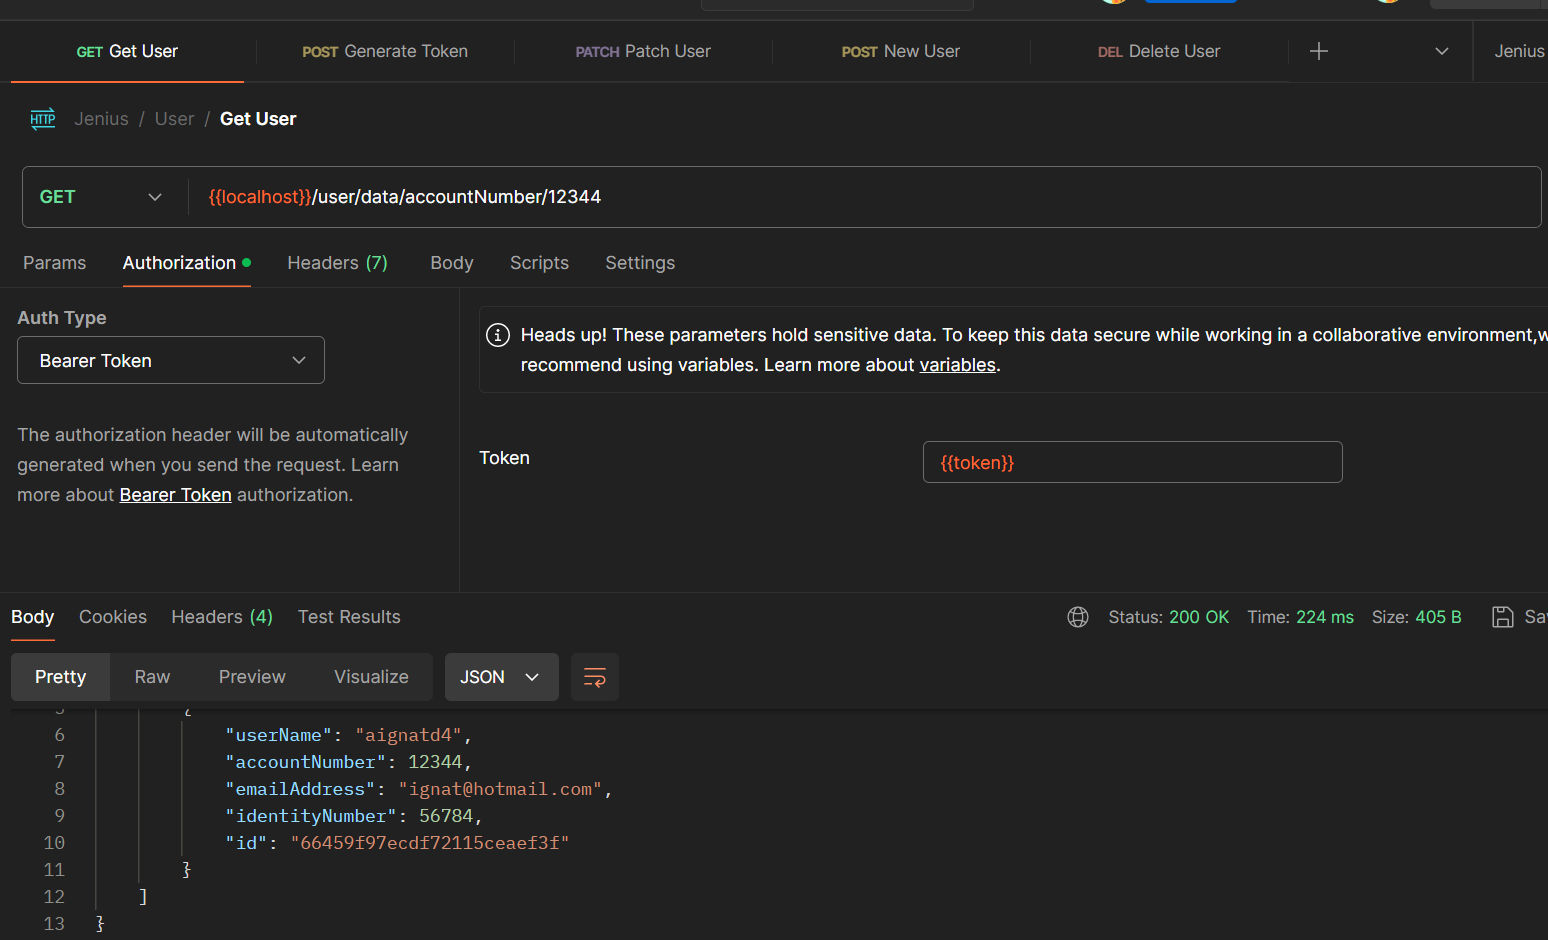 GET Get User POST Generate Token PATCH Patch User POST New User DEL Delete User Jenius
HTTP Jenius / User / Get User
GET {{localhost}}/user/data/accountNumber/12344
Params Authorization Headers (7) Body Scripts Settings
Auth Type
Bearer Token
The authorization header will be automatically
generated when you send the request. Learn
more about Bearer Token authorization.
Heads up! These parameters hold sensitive data. To keep this data secure while working in a collaborative environment,
recommend using variables. Learn more about variables.
Token {{token}}
Body Cookies Headers (4) Test Results Status: 200 OK Time: 224 ms Size: 405 B
Pretty Raw Preview Visualize JSON
6 "userName": "aignatd4",
7 "accountNumber": 12344,
8 "emailAddress": "ignat@hotmail.com",
9 "identityNumber": 56784,
10 "id": "66459f97ecdf72115ceaef3f"
11 }
12 ]
13 }